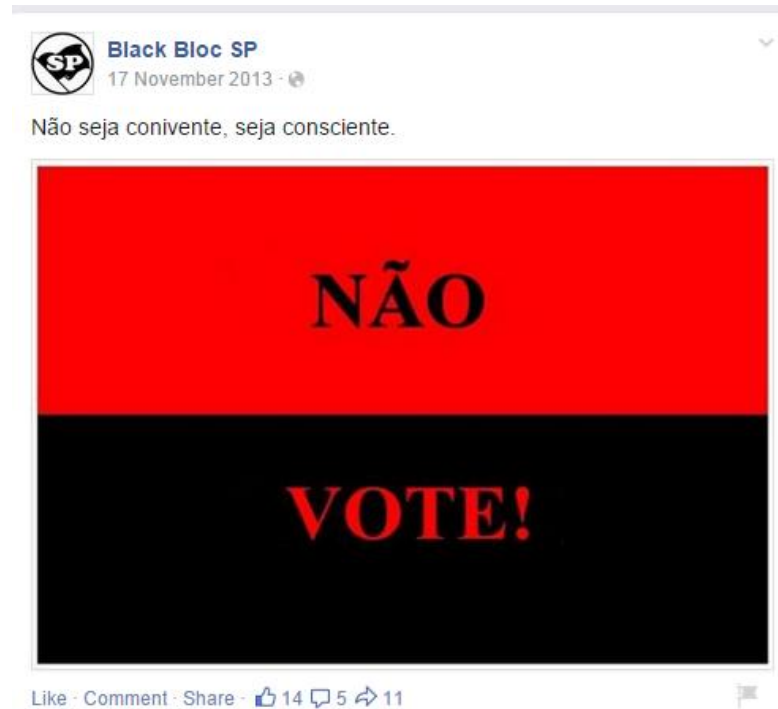 SP
Black Bloc SP
17 November 2013 ·
Não seja conivente, seja consciente.
NÃO
VOTE!
Like · Comment · Share · 14 5 11